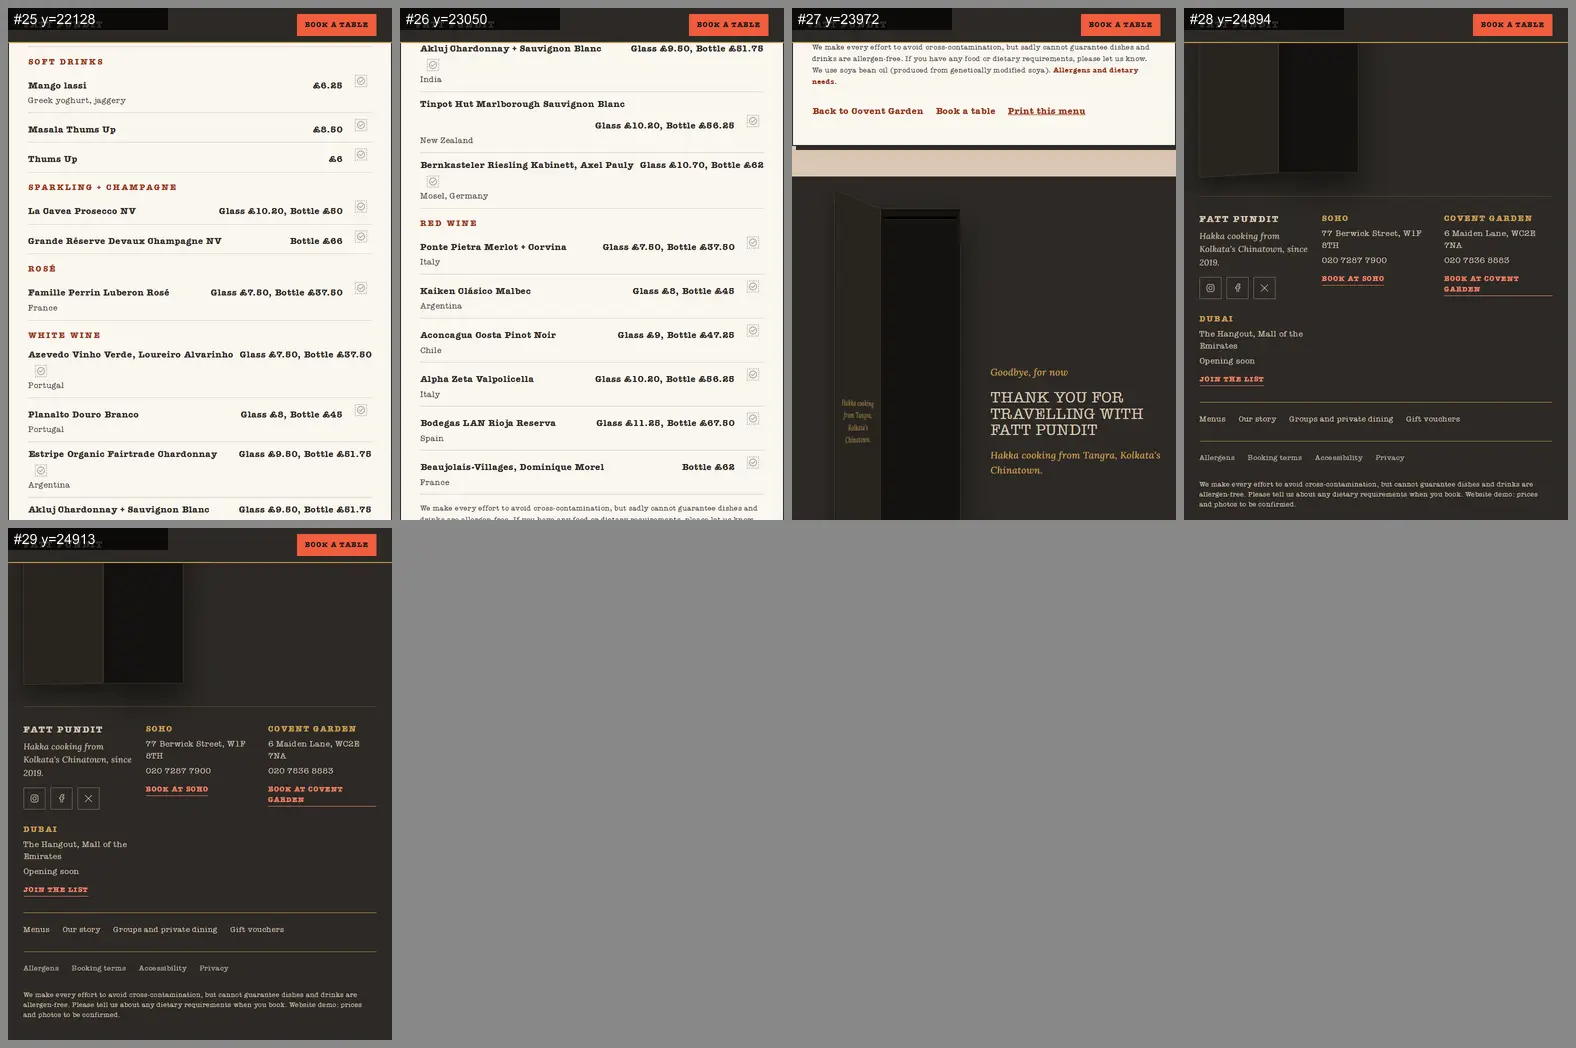 #25 y=22128
BOOK A TABLE
SOFT DRINKS
Mango lassi £6.25
Greek yoghurt, jaggery
Masala Thums Up £8.50
Thums Up £6
SPARKLING + CHAMPAGNE
La Cavea Prosecco NV Glass £10.20, Bottle £50
Grande Réserve Devaux Champagne NV Bottle £66
ROSÉ
Famille Perrin Luberon Rosé Glass £7.50, Bottle £37.50
France
WHITE WINE
Azevedo Vinho Verde, Loureiro Alvarinho Glass £7.50, Bottle £37.50
Portugal
Planalto Douro Branco Glass £8, Bottle £45
Portugal
Estripe Organic Fairtrade Chardonnay Glass £9.50, Bottle £51.75
Argentina
Akluj Chardonnay + Sauvignon Blanc Glass £9.50, Bottle £51.75
#26 y=23050
BOOK A TABLE
Akluj Chardonnay + Sauvignon Blanc Glass £9.50, Bottle £51.75
India
Tinpot Hut Marlborough Sauvignon Blanc
Glass £10.20, Bottle £56.25
New Zealand
Bernkasteler Riesling Kabinett, Axel Pauly Glass £10.70, Bottle £62
Mosel, Germany
RED WINE
Ponte Pietra Merlot + Corvina Glass £7.50, Bottle £37.50
Italy
Kaiken Clásico Malbec Glass £8, Bottle £45
Argentina
Aconcagua Costa Pinot Noir Glass £9, Bottle £47.25
Chile
Alpha Zeta Valpolicella Glass £10.20, Bottle £56.25
Italy
Bodegas LAN Rioja Reserva Glass £11.25, Bottle £67.50
Spain
Beaujolais-Villages, Dominique Morel Bottle £62
France
We make every effort to avoid cross-contamination, but sadly cannot guarantee dishes and
drinks are allergen-free. If you have any food or dietary requirements, please let us know.
#27 y=23972
BOOK A TABLE
We make every effort to avoid cross-contamination, but sadly cannot guarantee dishes and
drinks are allergen-free. If you have any food or dietary requirements, please let us know.
We use soya bean oil (produced from genetically modified soya). Allergens and dietary
needs.
Back to Covent Garden Book a table Print this menu
Hakka cooking
from Tangra,
Kolkata's
Chinatown.
Goodbye, for now
THANK YOU FOR
TRAVELLING WITH
FATT PUNDIT
Hakka cooking from Tangra, Kolkata's
Chinatown.
#28 y=24894
BOOK A TABLE
FATT PUNDIT
Hakka cooking from
Kolkata's Chinatown, since
2019.
SOHO
77 Berwick Street, W1F
8TH
020 7287 7900
BOOK AT SOHO
COVENT GARDEN
6 Maiden Lane, WC2E
7NA
020 7836 8883
BOOK AT COVENT
GARDEN
DUBAI
The Hangout, Mall of the
Emirates
Opening soon
JOIN THE LIST
Menus Our story Groups and private dining Gift vouchers
Allergens Booking terms Accessibility Privacy
We make every effort to avoid cross-contamination, but cannot guarantee dishes and drinks are
allergen-free. Please tell us about any dietary requirements when you book. Website demo: prices
and photos to be confirmed.
#29 y=24913
BOOK A TABLE
FATT PUNDIT
Hakka cooking from
Kolkata's Chinatown, since
2019.
SOHO
77 Berwick Street, W1F
8TH
020 7287 7900
BOOK AT SOHO
COVENT GARDEN
6 Maiden Lane, WC2E
7NA
020 7836 8883
BOOK AT COVENT
GARDEN
DUBAI
The Hangout, Mall of the
Emirates
Opening soon
JOIN THE LIST
Menus Our story Groups and private dining Gift vouchers
Allergens Booking terms Accessibility Privacy
We make every effort to avoid cross-contamination, but cannot guarantee dishes and drinks are
allergen-free. Please tell us about any dietary requirements when you book. Website demo: prices
and photos to be confirmed.